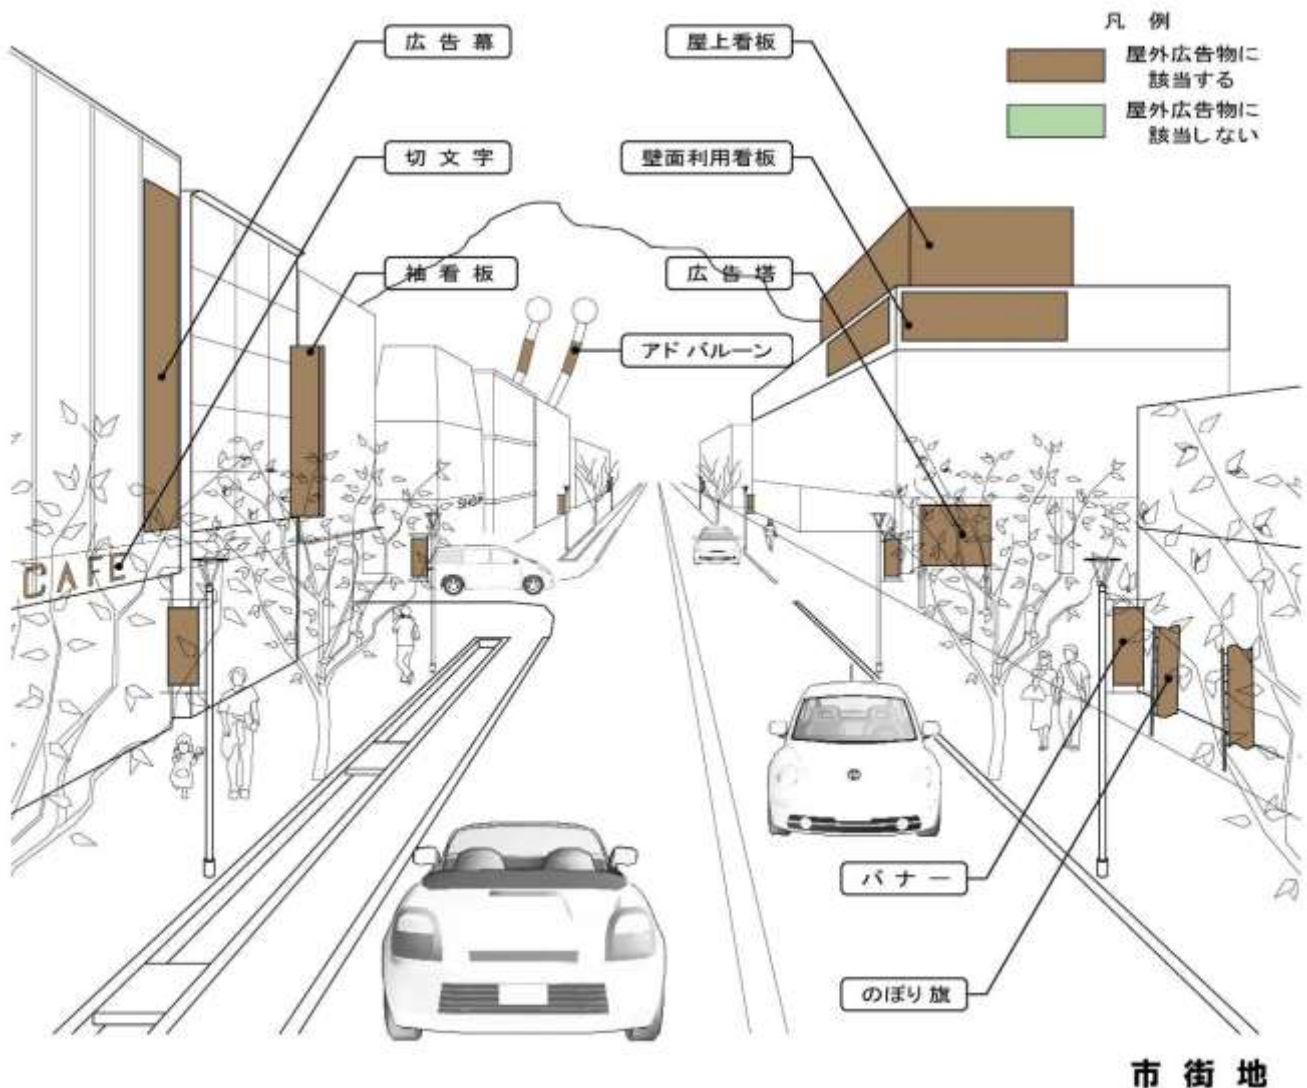 広告幕
屋上看板
凡例
屋外広告物に
該当する
屋外広告物に
該当しない
切文字
壁面利用看板
袖看板
広告塔
アドバルーン
SHOP
CAFE
バナー
のぼり旗
市街地